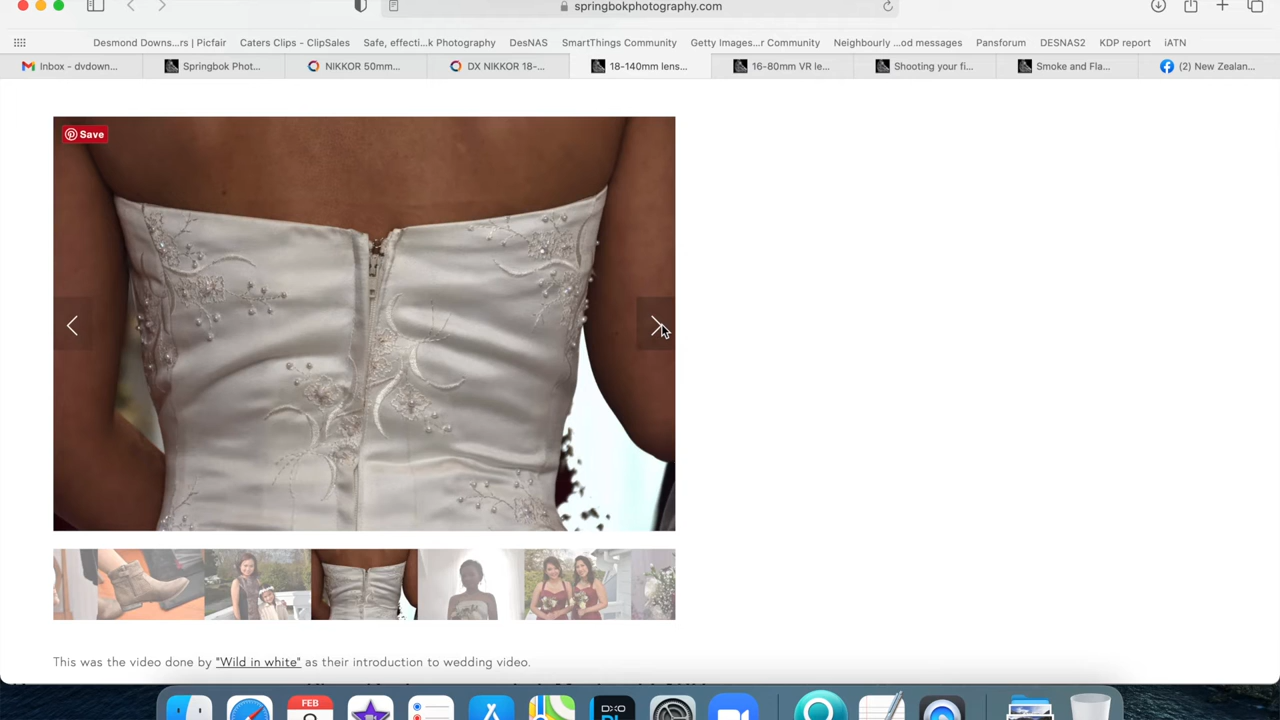 springbokphotography.com
Desmond Downs...rs | Picfair Caters Clips - ClipSales Safe, effecti...k Photography DesNAS SmartThings Community Getty Images...r Community Neighbourly ...od messages Pansforum DESNAS2 KDP report iATN
Inbox - dvdown... Springbok Phot... NIKKOR 50mm... DX NIKKOR 18-... 18-140mm lens... 16-80mm VR le... Shooting your fi... Smoke and Fla... (2) New Zealan...
Save
This was the video done by "Wild in white" as their introduction to wedding video.
FEB